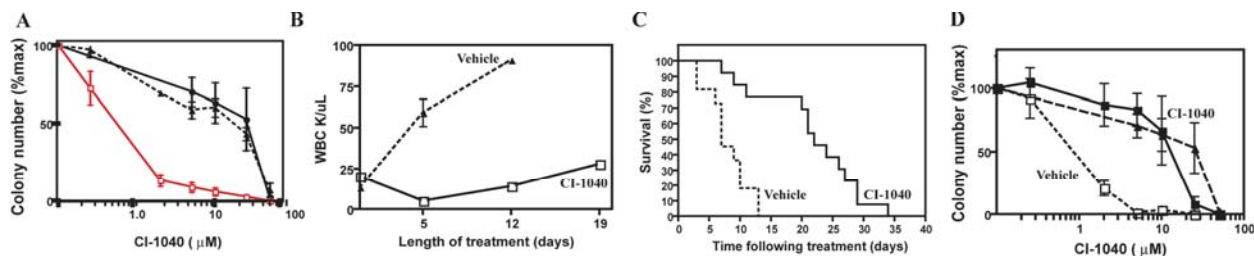 A
Colony number (%max)
100
50
0
1.0
10
100
CI-1040 ( μM)
B
WBC K/uL
100
75
50
25
0
Vehicle
CI-1040
5
12
19
Length of treatment (days)
C
Survival (%)
100
90
80
70
60
50
40
30
20
10
0
Vehicle
CI-1040
0
5
10
15
20
25
30
35
40
Time following treatment (days)
D
Colony number (%max)
100
50
0
CI-1040
Vehicle
1
10
100
CI-1040 ( μM)